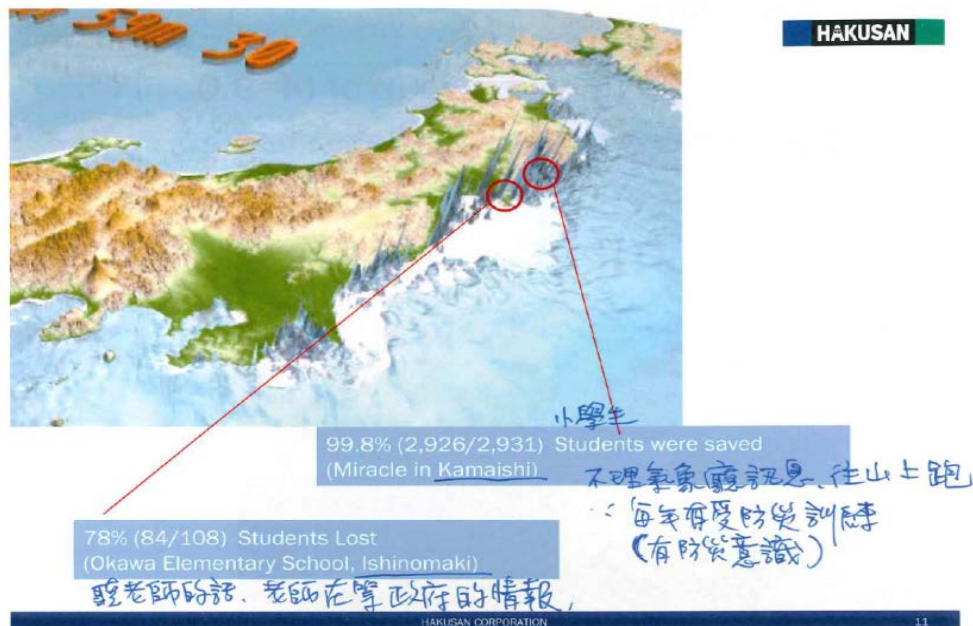 55m 30
HAKUSAN
小學生
99.8% (2,926/2,931) Students were saved
(Miracle in Kamaishi)
不理氣象廳訊息、往山上跑
∵每年有受防災訓練
(有防災意識)
78% (84/108) Students Lost
(Okawa Elementary School, Ishinomaki)
聽老師的話、老師在等政府的情報,
HAKUSAN CORPORATION
11